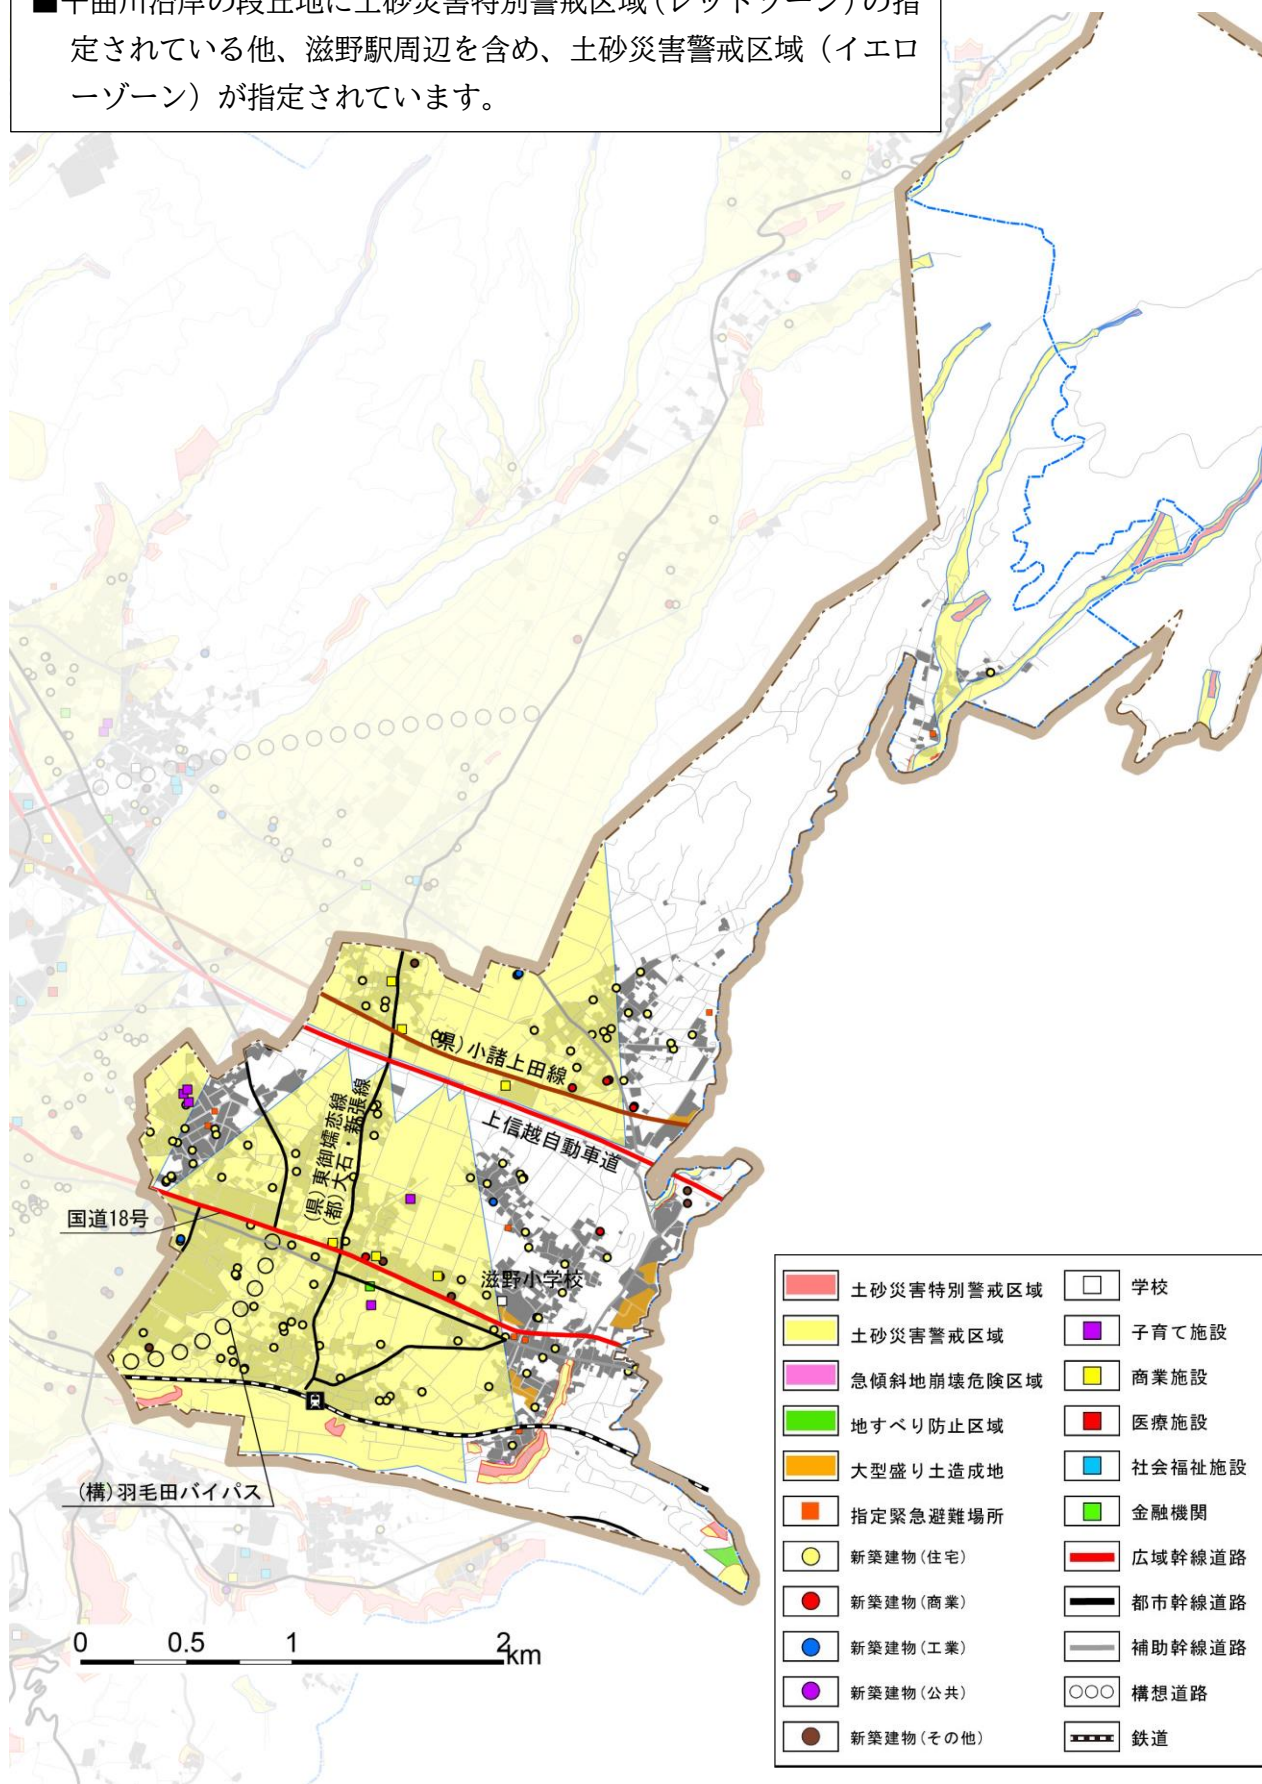 ■千曲川沿岸の段丘地に土砂災害特別警戒区域（レッドゾーン）の指
定されている他、滋野駅周辺を含め、土砂災害警戒区域（イエロ
ーゾーン）が指定されています。
(県)小諸上田線
上信越自動車道
(県)東御嬬恋線
(都)大石・新張線
国道18号
滋野小学校
(構)羽毛田バイパス
0 0.5 1 2km
土砂災害特別警戒区域
土砂災害警戒区域
急傾斜地崩壊危険区域
地すべり防止区域
大型盛り土造成地
指定緊急避難場所
新築建物(住宅)
新築建物(商業)
新築建物(工業)
新築建物(公共)
新築建物(その他)
学校
子育て施設
商業施設
医療施設
社会福祉施設
金融機関
広域幹線道路
都市幹線道路
補助幹線道路
構想道路
鉄道